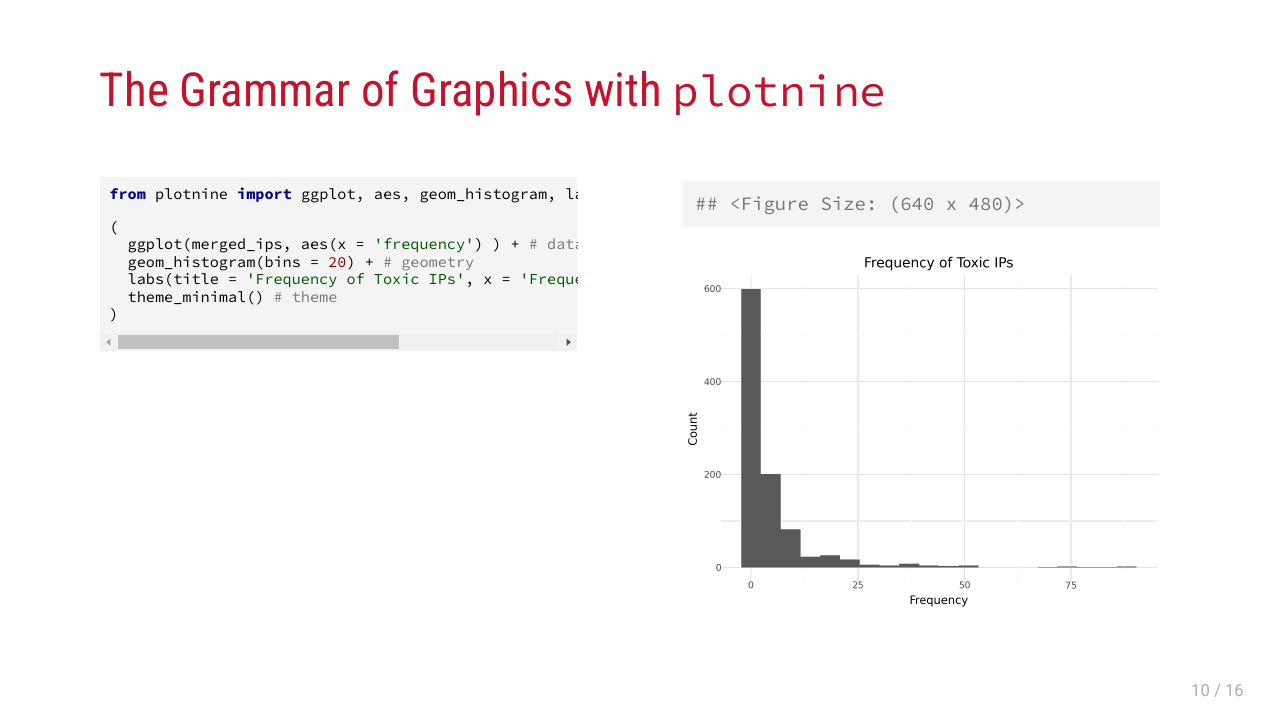 The Grammar of Graphics with plotnine
from plotnine import ggplot, aes, geom_histogram,
(
ggplot(merged_ips, aes(x = 'frequency') ) + # data
geom_histogram(bins = 20) + # geometry
labs(title = 'Frequency of Toxic IPs', x =
theme_minimal() # theme
)
## <Figure Size: (640 x 480)>
Frequency of Toxic IPs
600
400
200
0
Count
0 25 50 75
Frequency
10 / 16